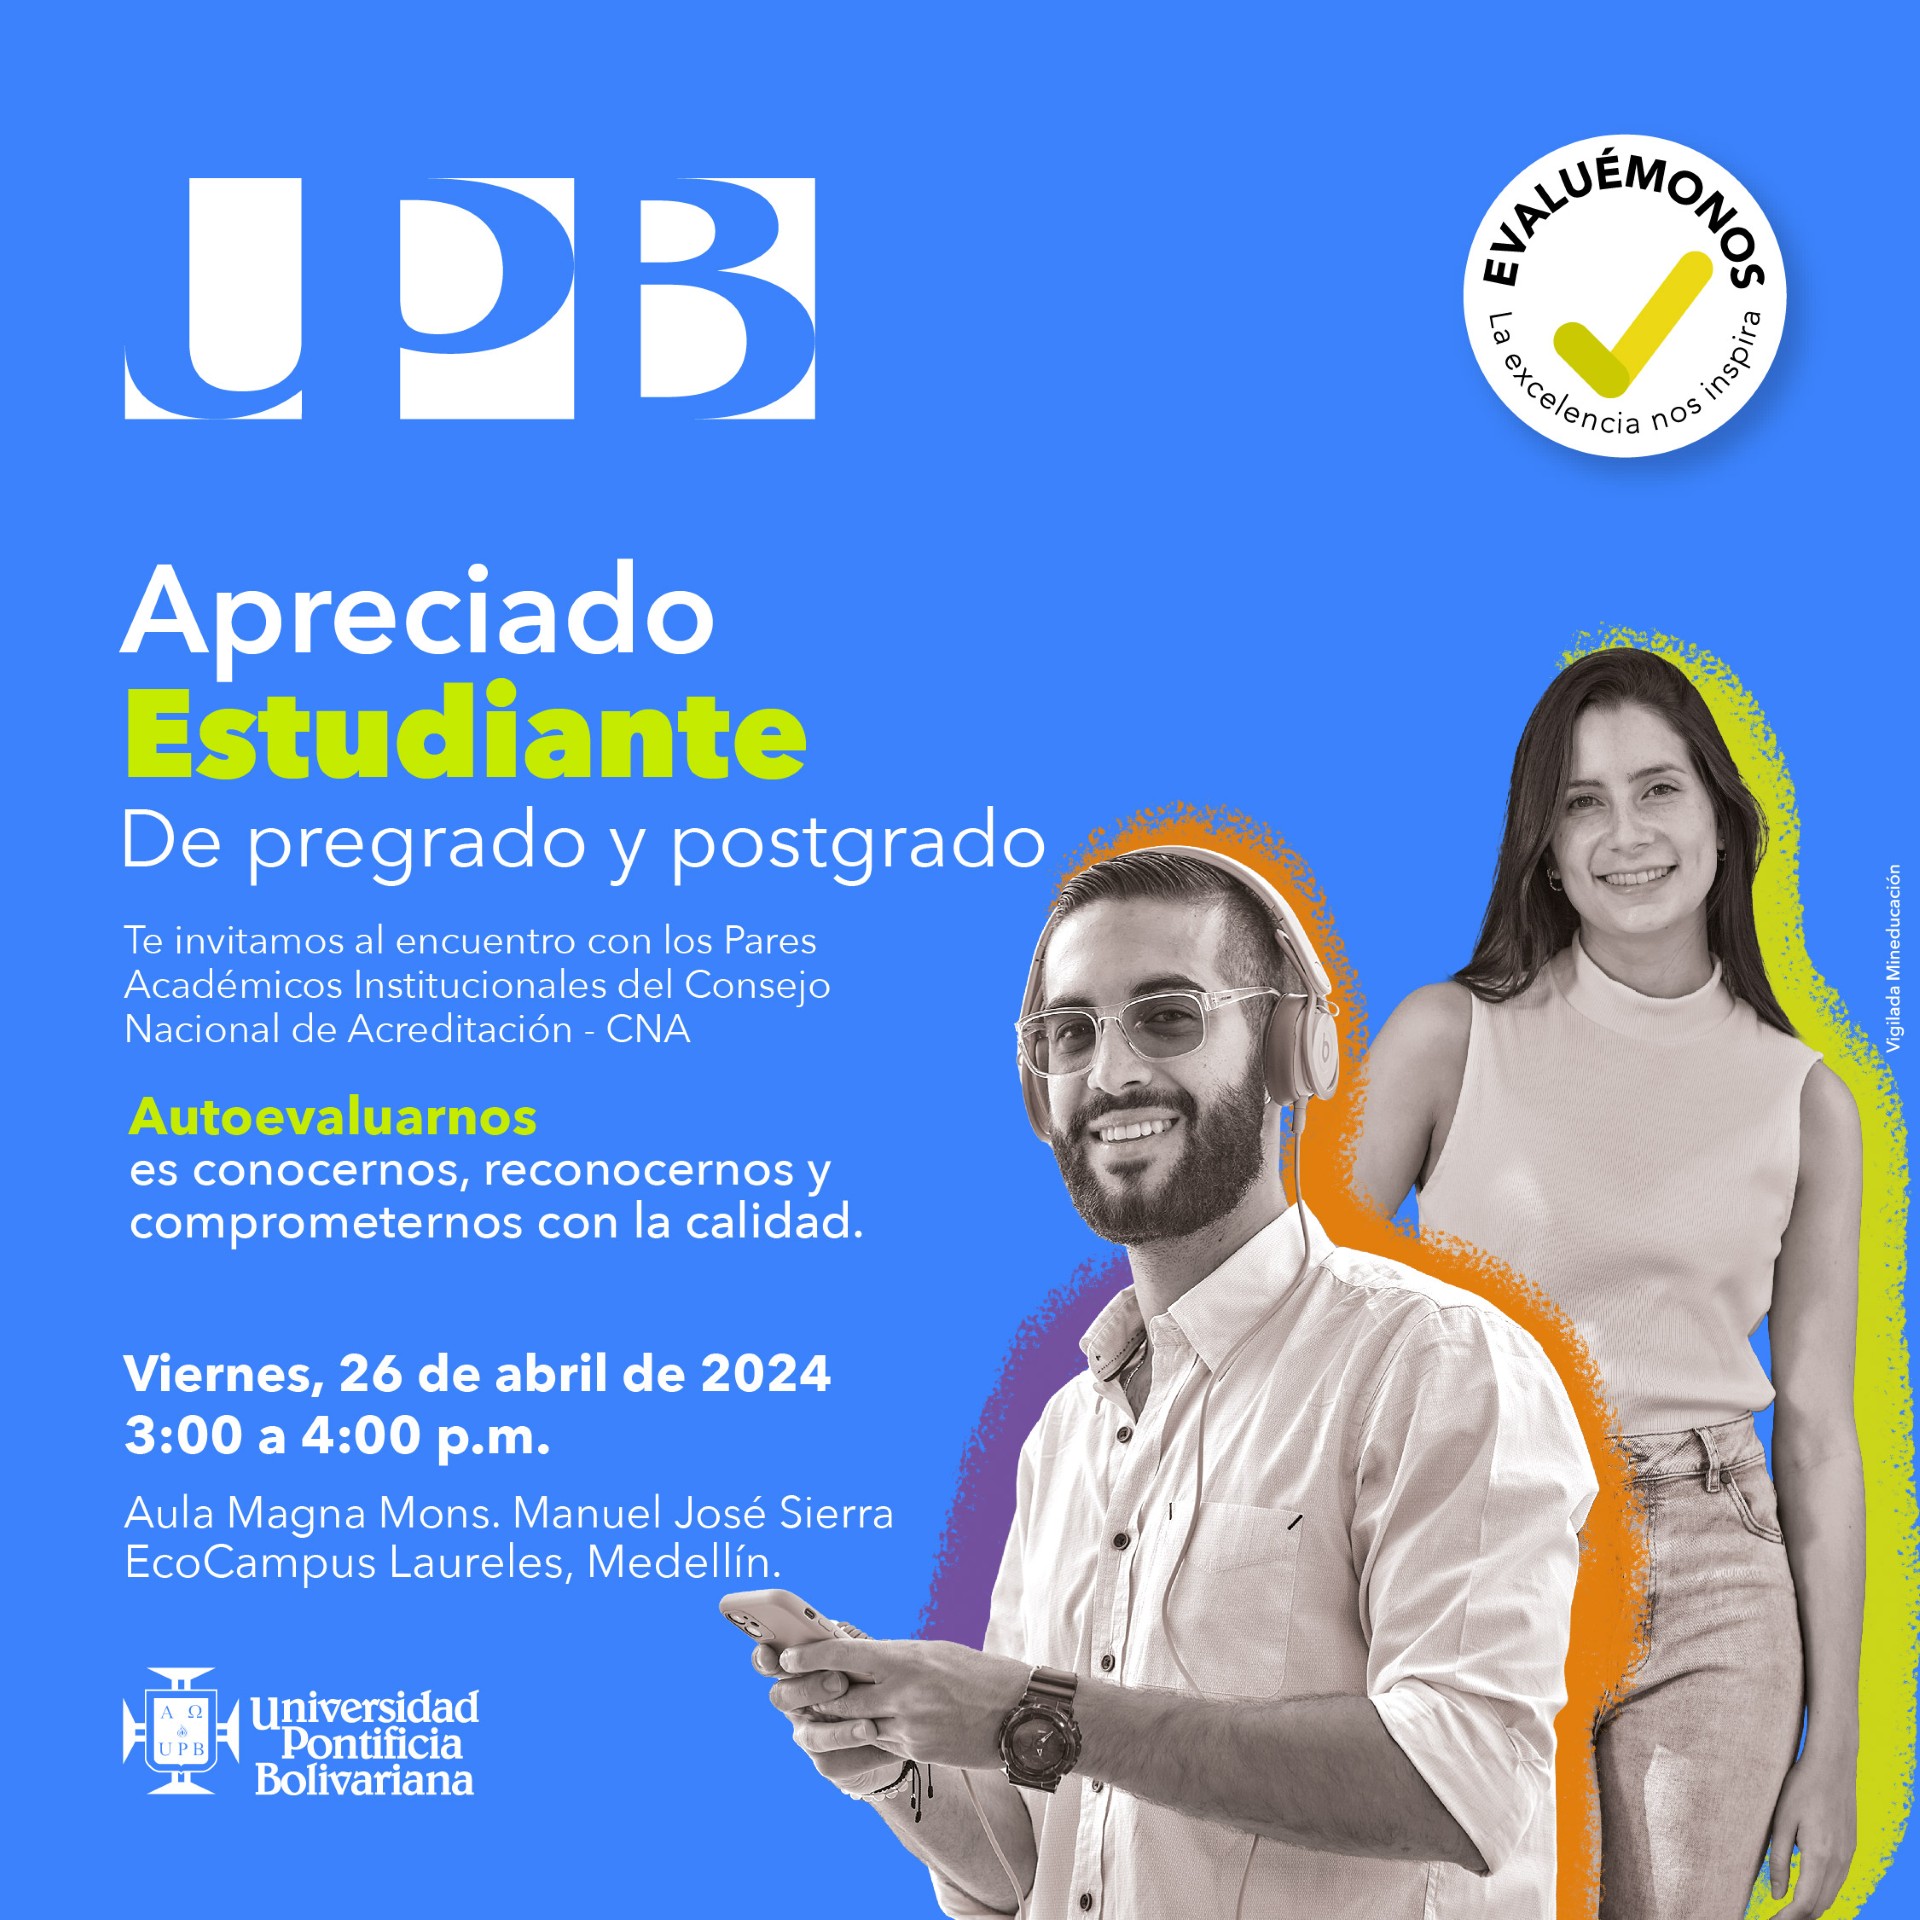 UPB
EVALUÉMONOS
La excelencia nos inspira
Apreciado
Estudiante
De pregrado y postgrado
Te invitamos al encuentro con los Pares
Académicos Institucionales del Consejo
Nacional de Acreditación - CNA
Autoevaluarnos
es conocernos, reconocernos y
comprometernos con la calidad.
Viernes, 26 de abril de 2024
3:00 a 4:00 p.m.
Aula Magna Mons. Manuel José Sierra
EcoCampus Laureles, Medellín.
Α Ω
UPB
Universidad
Pontificia
Bolivariana
Vigilada Mineducación